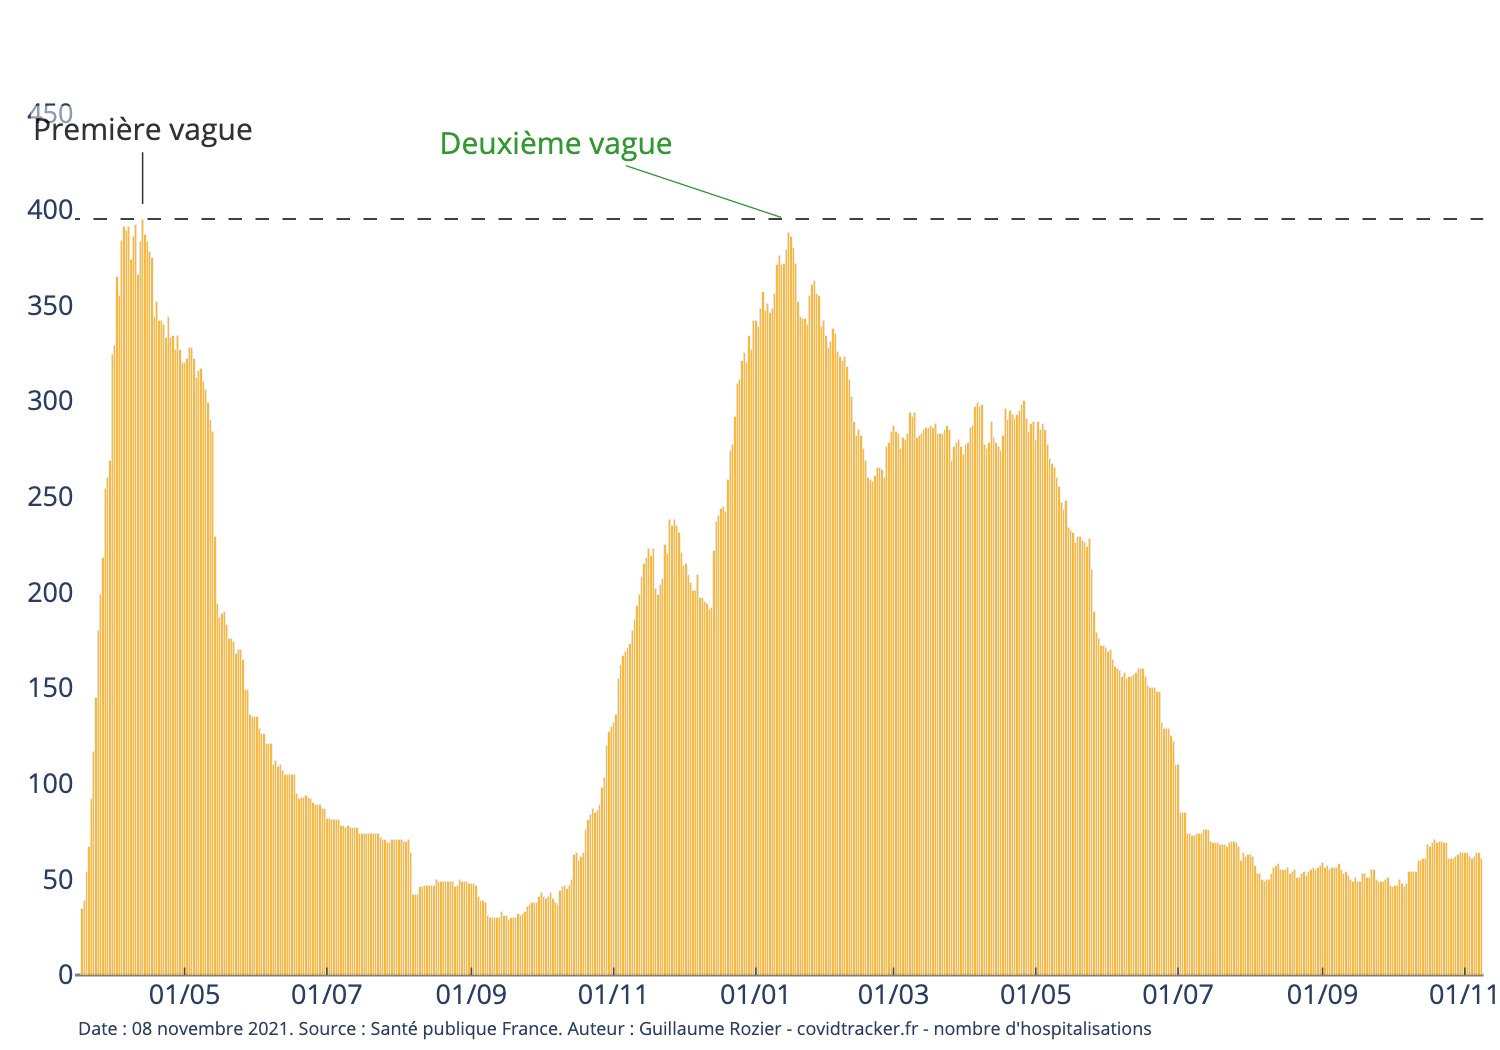 450
Première vague
Deuxième vague
400
350
300
250
200
150
100
50
0
01/05 01/07 01/09 01/11 01/01 01/03 01/05 01/07 01/09 01/11
Date : 08 novembre 2021. Source : Santé publique France. Auteur : Guillaume Rozier - covidtracker.fr - nombre d'hospitalisations